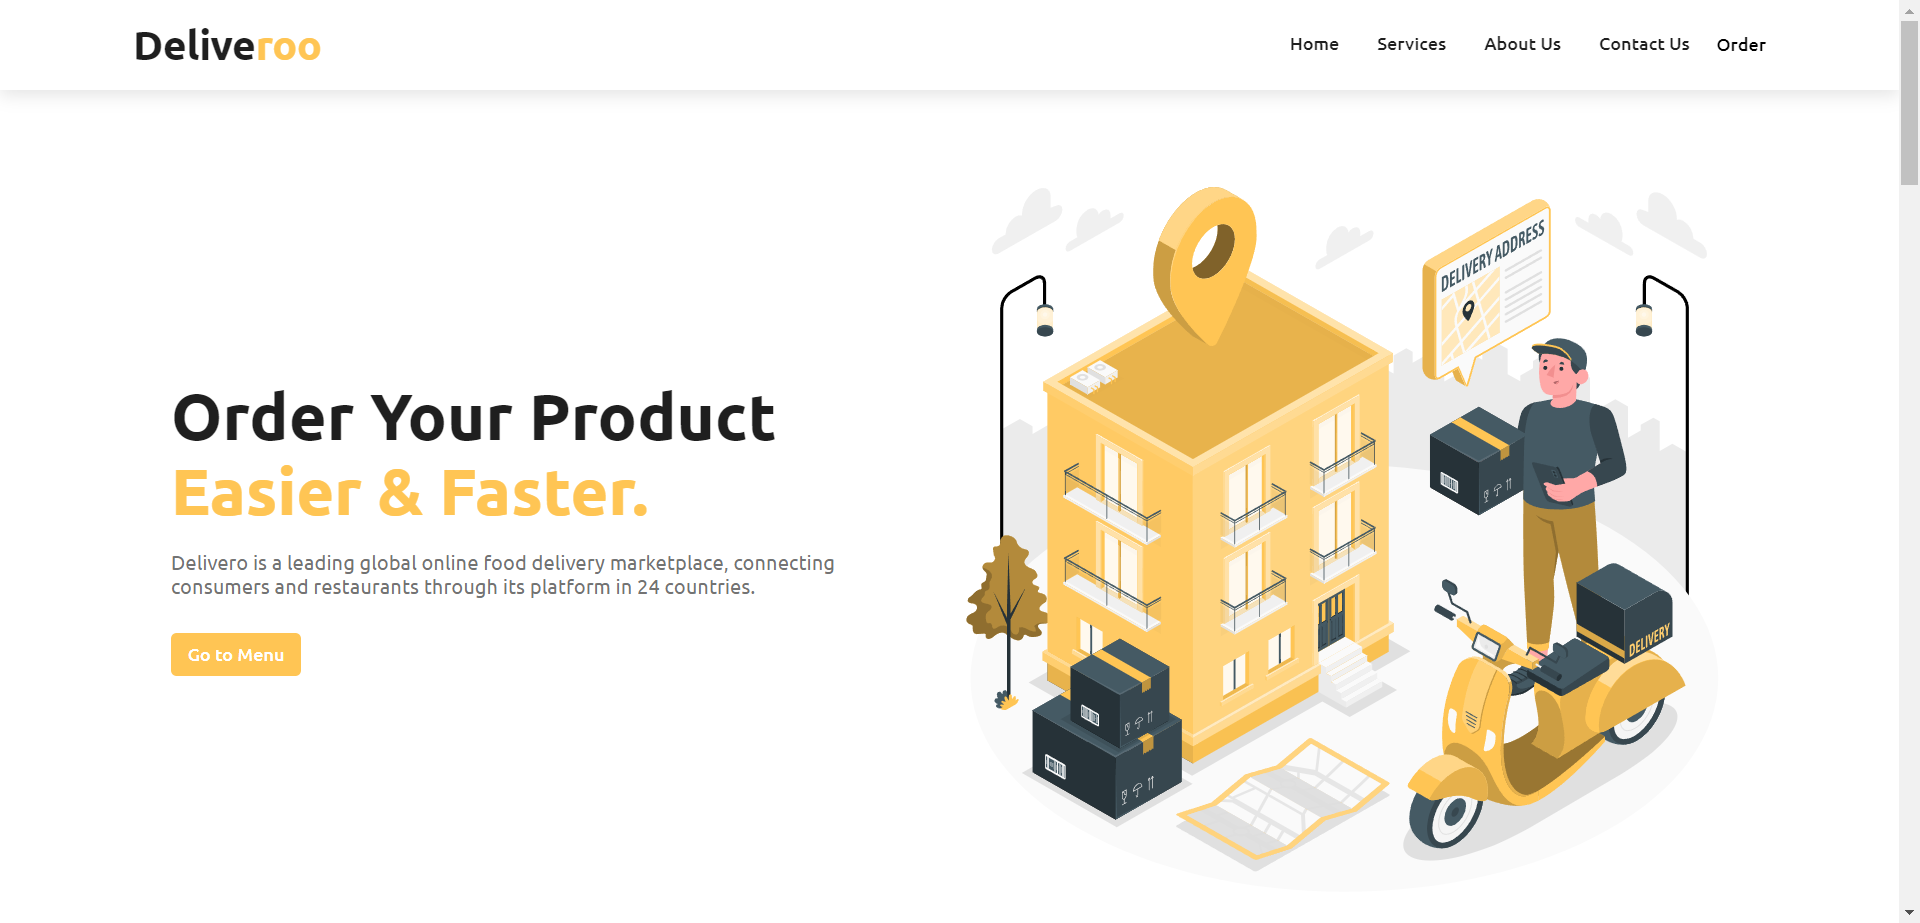 Deliveroo
Home Services About Us Contact Us Order
DELIVERY ADDRESS
Order Your Product
Easier & Faster.
Delivero is a leading global online food delivery marketplace, connecting
consumers and restaurants through its platform in 24 countries.
Go to Menu
DELIVERY